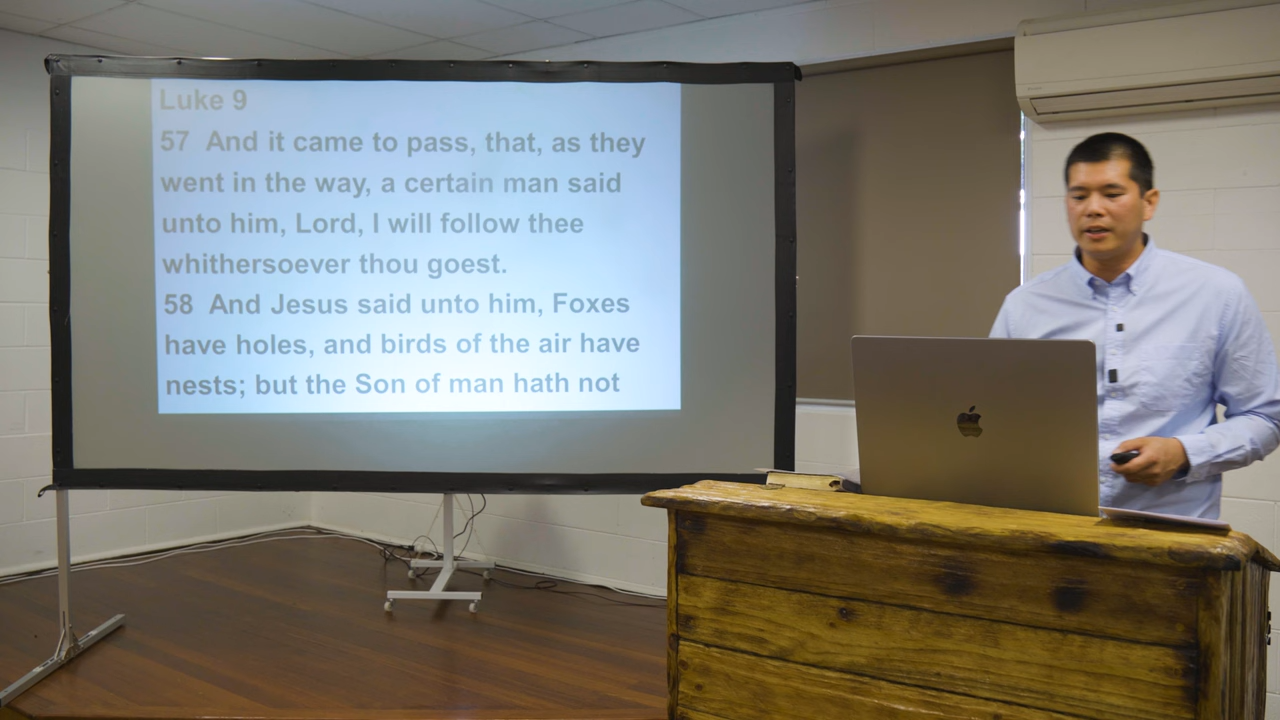 Luke 9
57 And it came to pass, that, as they
went in the way, a certain man said
unto him, Lord, I will follow thee
whithersoever thou goest.
58 And Jesus said unto him, Foxes
have holes, and birds of the air have
nests; but the Son of man hath not